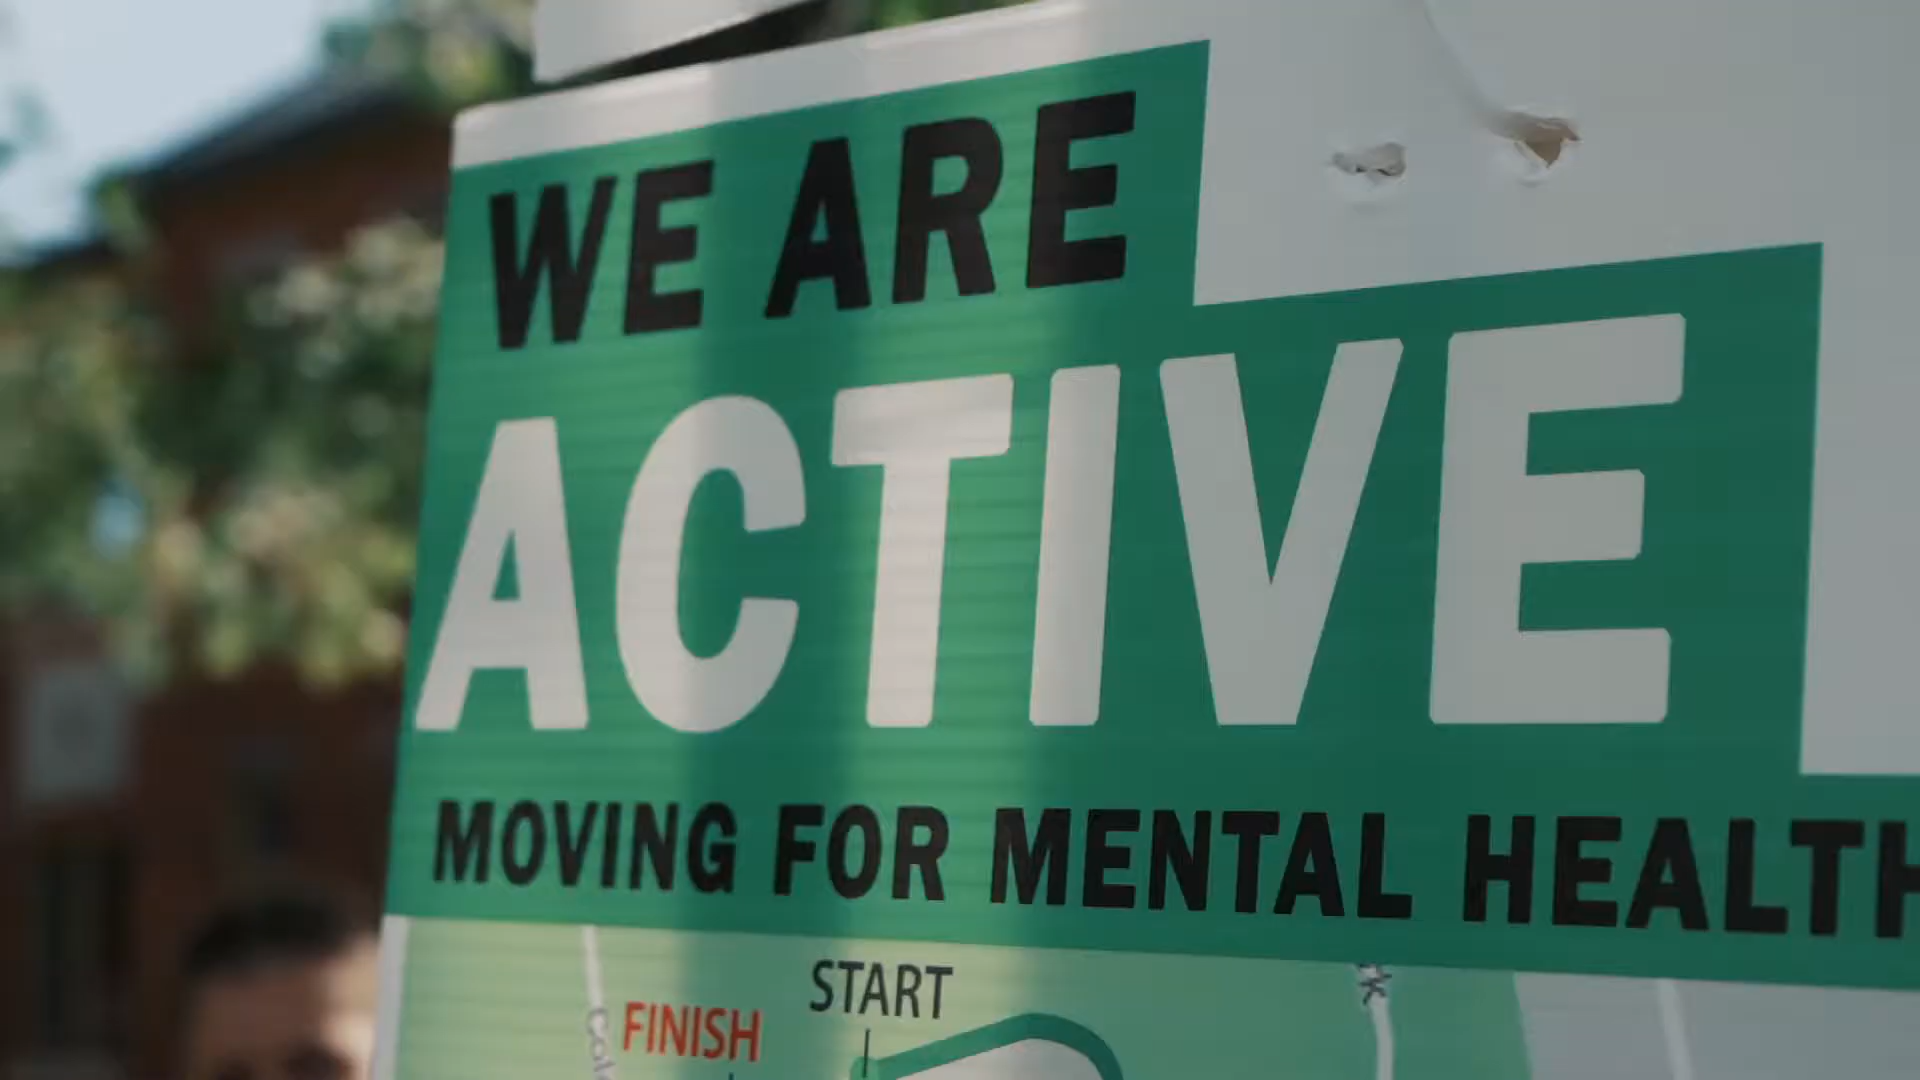 WE ARE
ACTIVE
MOVING FOR MENTAL HEALTH
START
FINISH